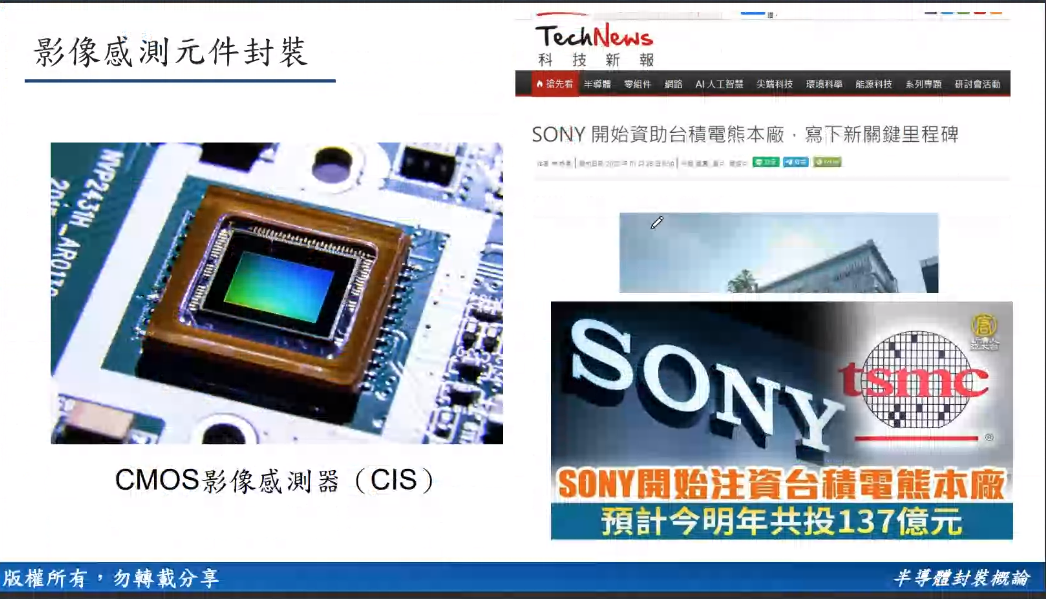 影像感測元件封裝
NVP2431H_AR0130
CMOS影像感測器（CIS）
TechNews
科技新報
搶先看 半導體 零組件 網路 AI 人工智慧 尖端科技 環境科學 能源科技 系列專題 研討會活動
SONY 開始資助台積電熊本廠，寫下新關鍵里程碑
SONY
tsmc
®
SONY開始注資台積電熊本廠
預計今明年共投137億元
版權所有，勿轉載分享
半導體封裝概論